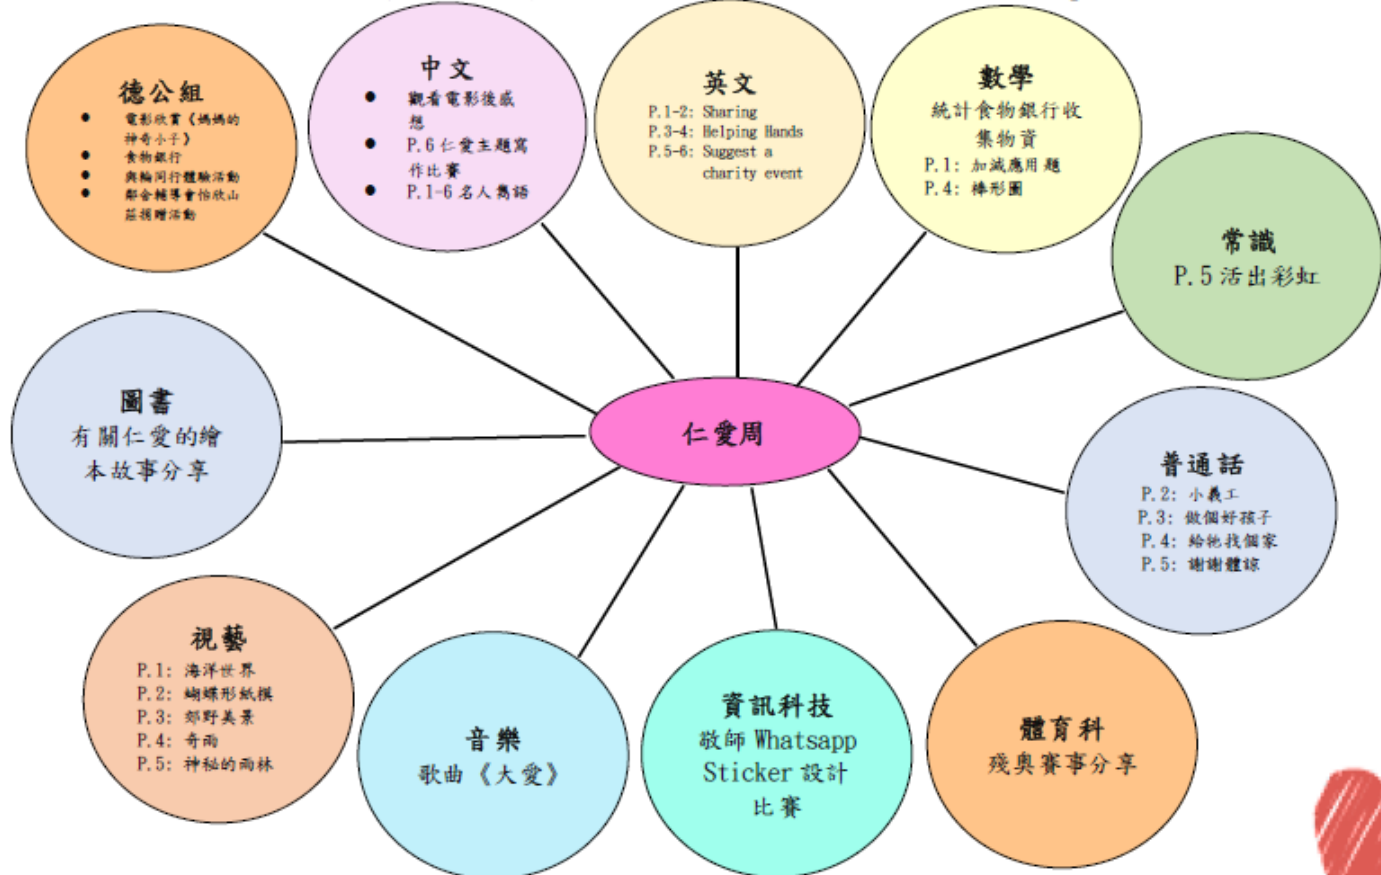 德公組
● 電影欣賞《媽媽的
神奇小子》
● 食物銀行
● 與輪同行體驗活動
● 鄰舍輔導會怡欣山
莊捐贈活動
中文
● 觀看電影後感
想
● P.6 仁愛主題寫
作比賽
● P.1-6 名人雋語
英文
P.1-2: Sharing
P.3-4: Helping Hands
P.5-6: Suggest a
charity event
數學
統計食物銀行收
集物資
P.1: 加減應用題
P.4: 棒形圖
常識
P.5 活出彩虹
圖書
有關仁愛的繪
本故事分享
仁愛周
普通話
P.2: 小義工
P.3: 做個好孩子
P.4: 給牠找個家
P.5: 謝謝體諒
視藝
P.1: 海洋世界
P.2: 蝴蝶形紙樸
P.3: 郊野美景
P.4: 奇雨
P.5: 神秘的雨林
音樂
歌曲《大愛》
資訊科技
敬師 Whatsapp
Sticker 設計
比賽
體育科
殘奧賽事分享